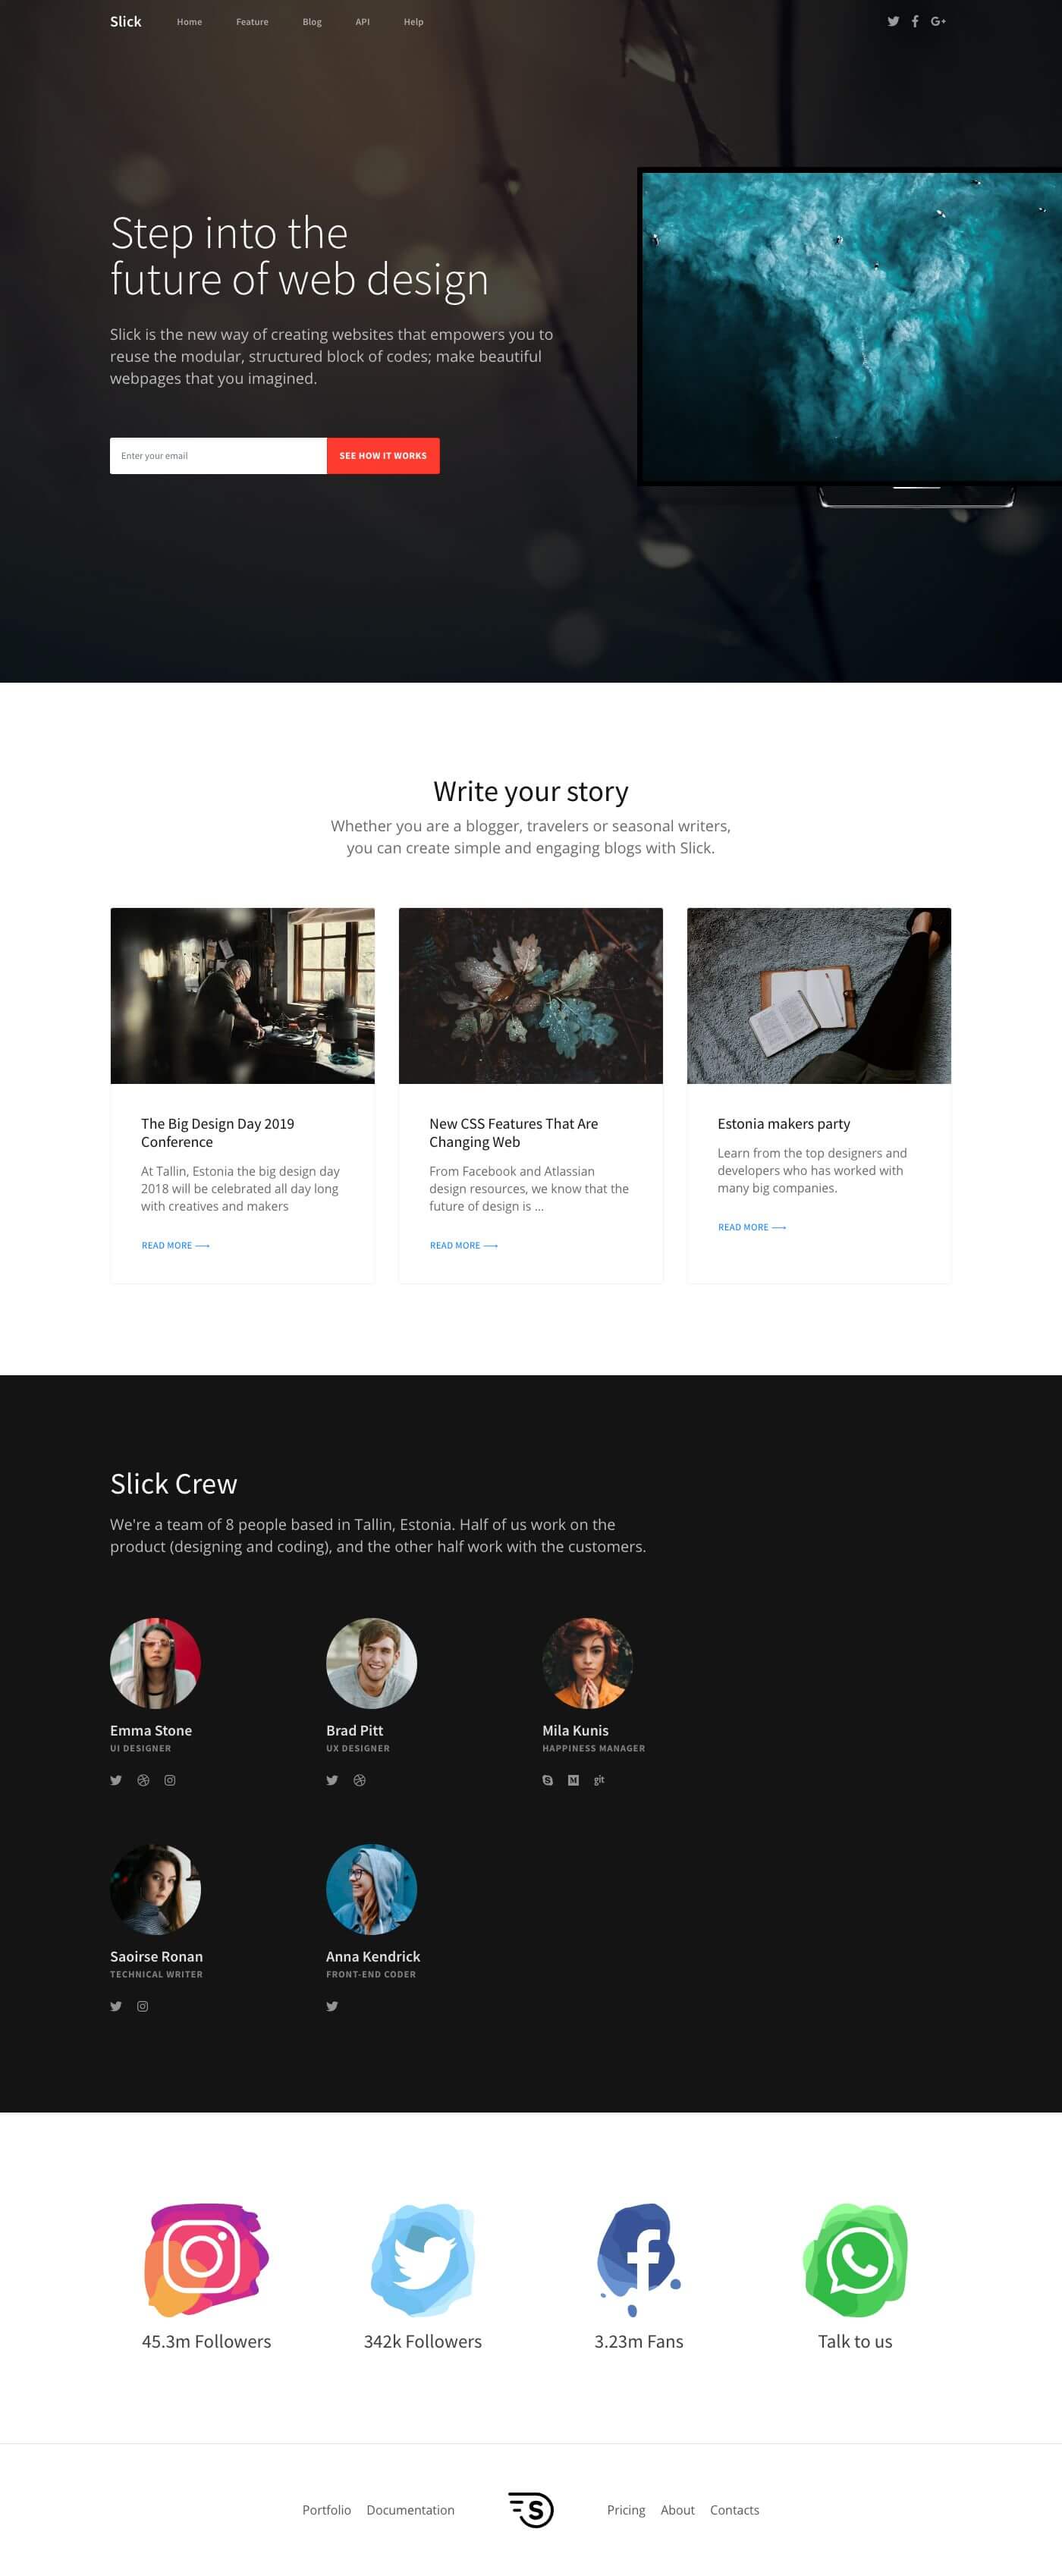 Slick Home Feature Blog API Help
Step into the
future of web design
Slick is the new way of creating websites that empowers you to
reuse the modular, structured block of codes; make beautiful
webpages that you imagined.
Enter your email SEE HOW IT WORKS
Write your story
Whether you are a blogger, travelers or seasonal writers,
you can create simple and engaging blogs with Slick.
The Big Design Day 2019
Conference
At Tallin, Estonia the big design day
2018 will be celebrated all day long
with creatives and makers
READ MORE ⟶
New CSS Features That Are
Changing Web
From Facebook and Atlassian
design resources, we know that the
future of design is ...
READ MORE ⟶
Estonia makers party
Learn from the top designers and
developers who has worked with
many big companies.
READ MORE ⟶
Slick Crew
We're a team of 8 people based in Tallin, Estonia. Half of us work on the
product (designing and coding), and the other half work with the customers.
Emma Stone
UI DESIGNER
Brad Pitt
UX DESIGNER
Mila Kunis
HAPPINESS MANAGER
git
Saoirse Ronan
TECHNICAL WRITER
Anna Kendrick
FRONT-END CODER
45.3m Followers
342k Followers
3.23m Fans
Talk to us
Portfolio Documentation S Pricing About Contacts